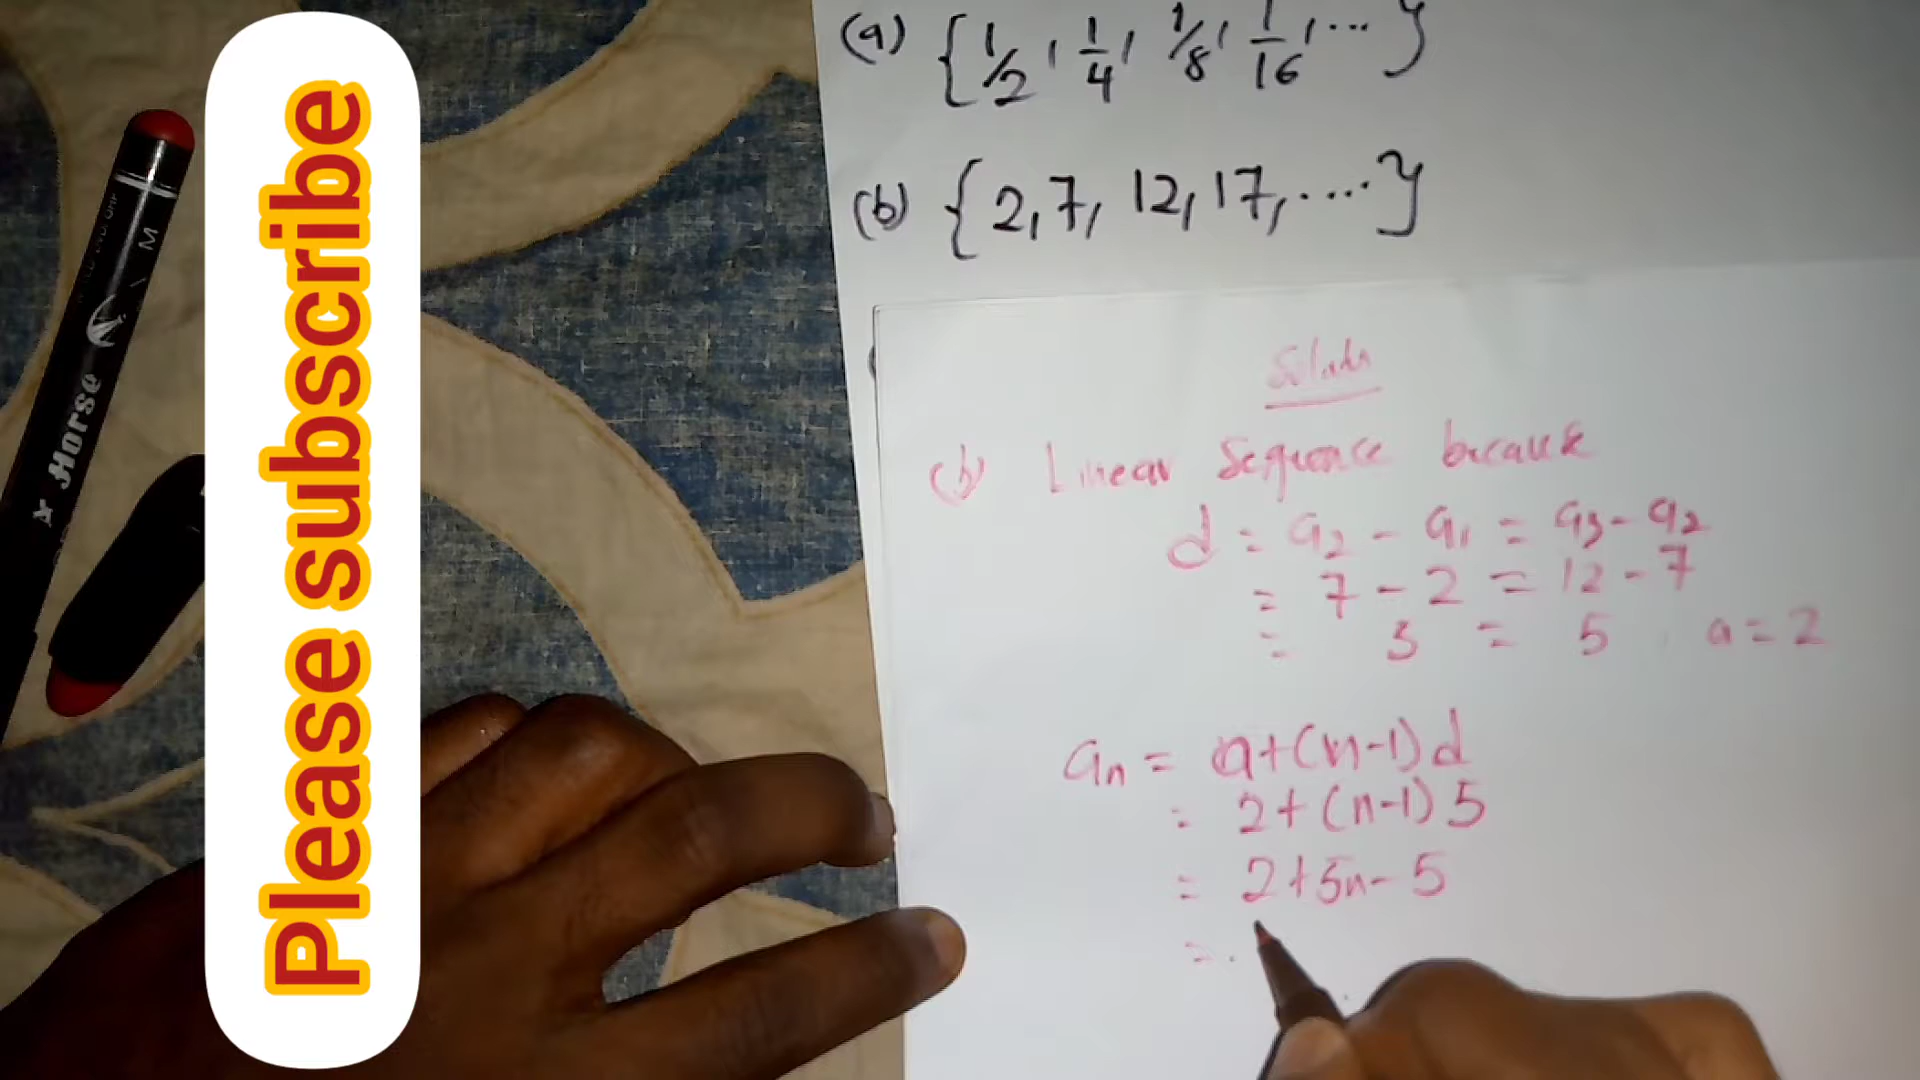 Please subscribe
Horse
M
(a) {1/2, 1/4, 1/8, 1/16, ... }
(b) {2, 7, 12, 17, .... }
Soluti
(b) Linear Sequence because
d = a2 - a1 = a3 - a2
= 7 - 2 = 12 - 7
= 5 = 5 a = 2
an = a + (n-1) d
= 2 + (n-1) 5
= 2 + 5n - 5
=